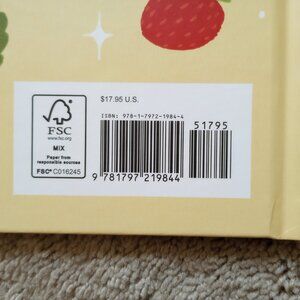 $17.95 U.S.
ISBN: 978-1-7972-1984-4
51795
9 781797 219844
FSC
www.fsc.org
MIX
Paper from
responsible sources
FSC® C016245